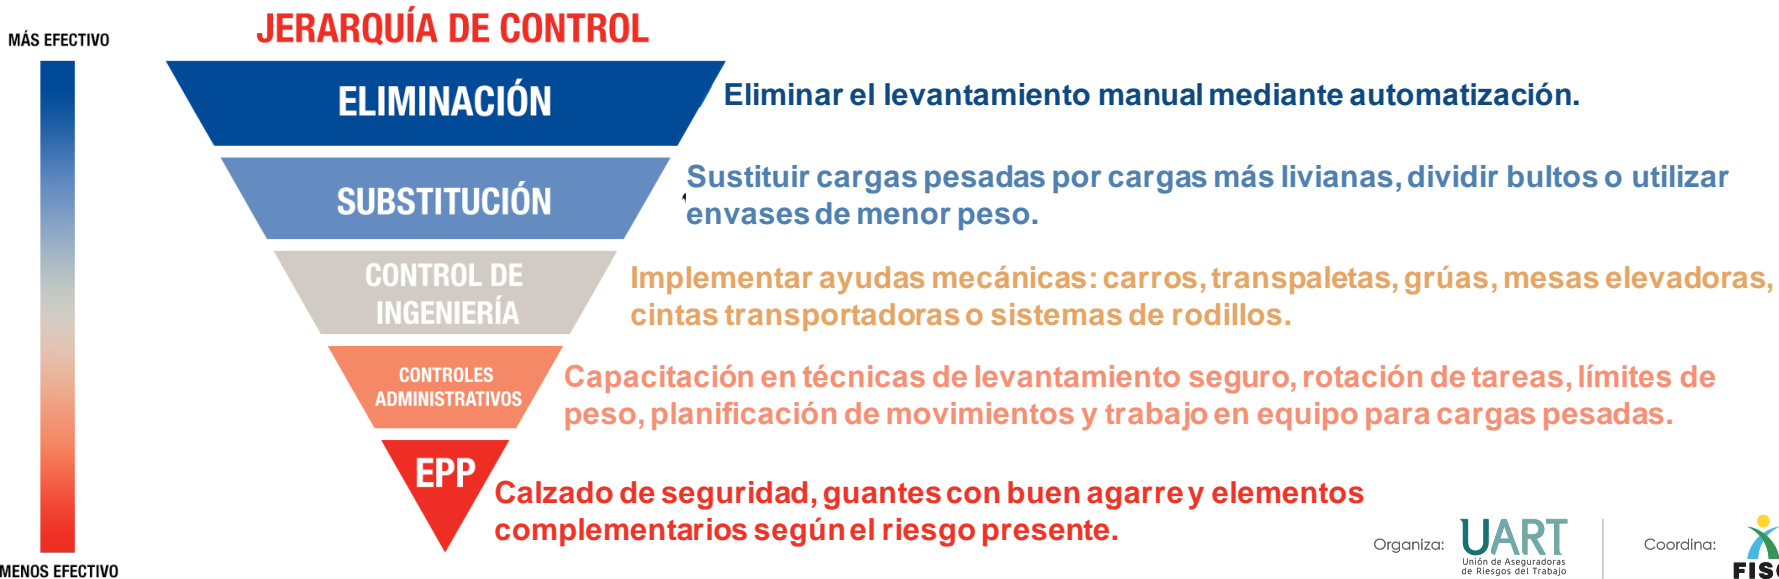 JERARQUÍA DE CONTROL
MÁS EFECTIVO
ELIMINACIÓN
Eliminar el levantamiento manual mediante automatización.
SUBSTITUCIÓN
Sustituir cargas pesadas por cargas más livianas, dividir bultos o utilizar
envases de menor peso.
CONTROL DE
INGENIERÍA
Implementar ayudas mecánicas: carros, transpaletas, grúas, mesas elevadoras,
cintas transportadoras o sistemas de rodillos.
CONTROLES
ADMINISTRATIVOS
Capacitación en técnicas de levantamiento seguro, rotación de tareas, límites de
peso, planificación de movimientos y trabajo en equipo para cargas pesadas.
EPP
Calzado de seguridad, guantes con buen agarre y elementos
complementarios según el riesgo presente.
MENOS EFECTIVO
Organiza:
UART
Unión de Aseguradoras
de Riesgos del Trabajo
Coordina: